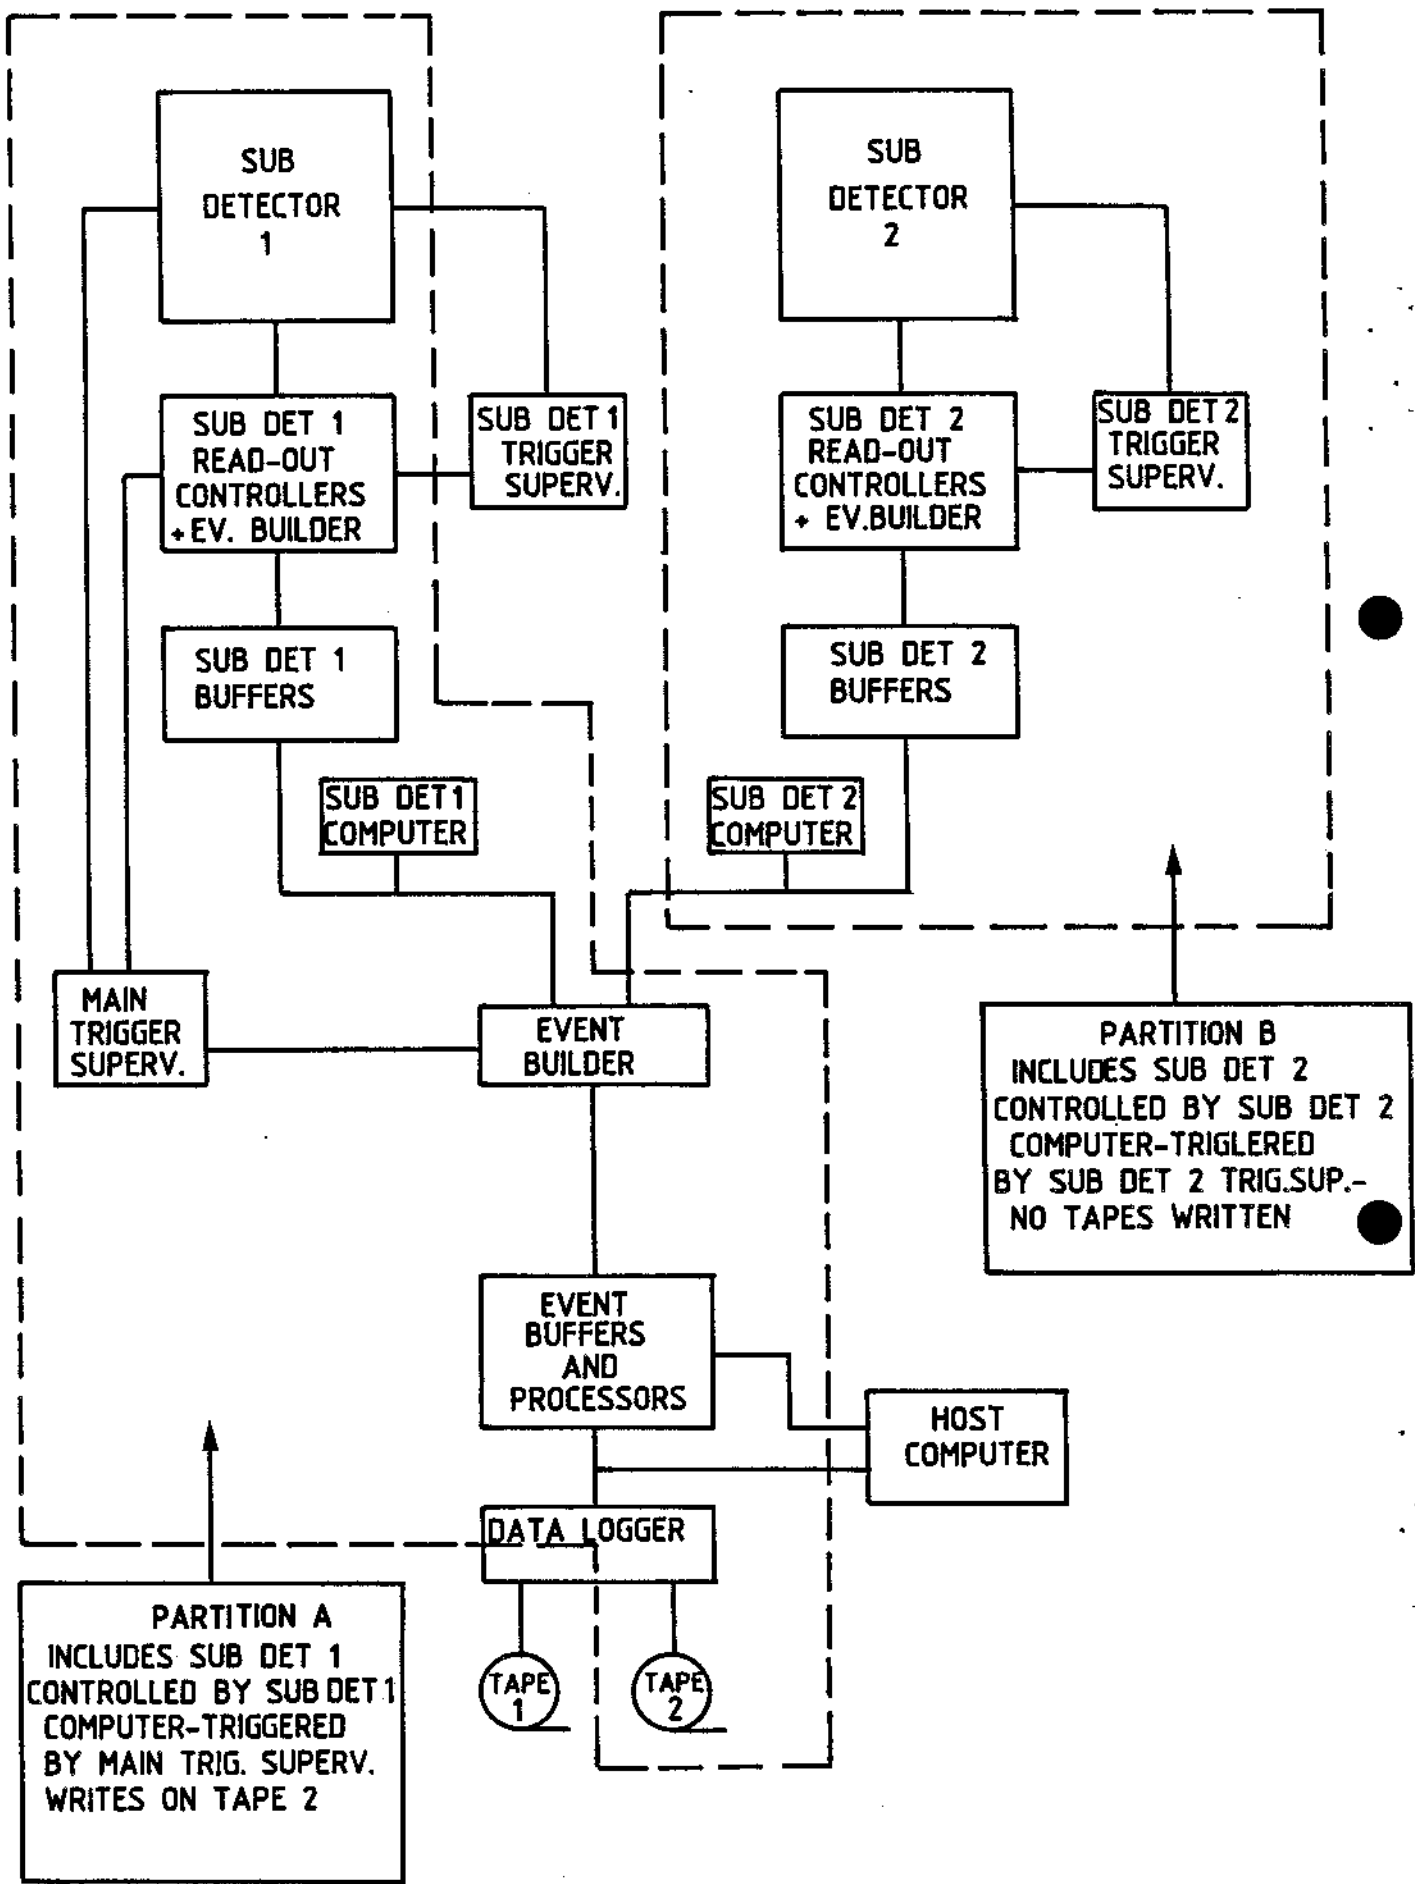 SUB
DETECTOR
1
SUB
DETECTOR
2
SUB DET 1
READ-OUT
CONTROLLERS
+ EV. BUILDER
SUB DET 1
TRIGGER
SUPERV.
SUB DET 2
READ-OUT
CONTROLLERS
+ EV.BUILDER
SUB DET 2
TRIGGER
SUPERV.
SUB DET 1
BUFFERS
SUB DET 2
BUFFERS
SUB DET 1
COMPUTER
SUB DET 2
COMPUTER
MAIN
TRIGGER
SUPERV.
EVENT
BUILDER
PARTITION B
INCLUDES SUB DET 2
CONTROLLED BY SUB DET 2
COMPUTER-TRIGLERED
BY SUB DET 2 TRIG.SUP.-
NO TAPES WRITTEN
EVENT
BUFFERS
AND
PROCESSORS
HOST
COMPUTER
DATA LOGGER
TAPE
1
TAPE
2
PARTITION A
INCLUDES SUB DET 1
CONTROLLED BY SUB DET 1
COMPUTER-TRIGGERED
BY MAIN TRIG. SUPERV.
WRITES ON TAPE 2